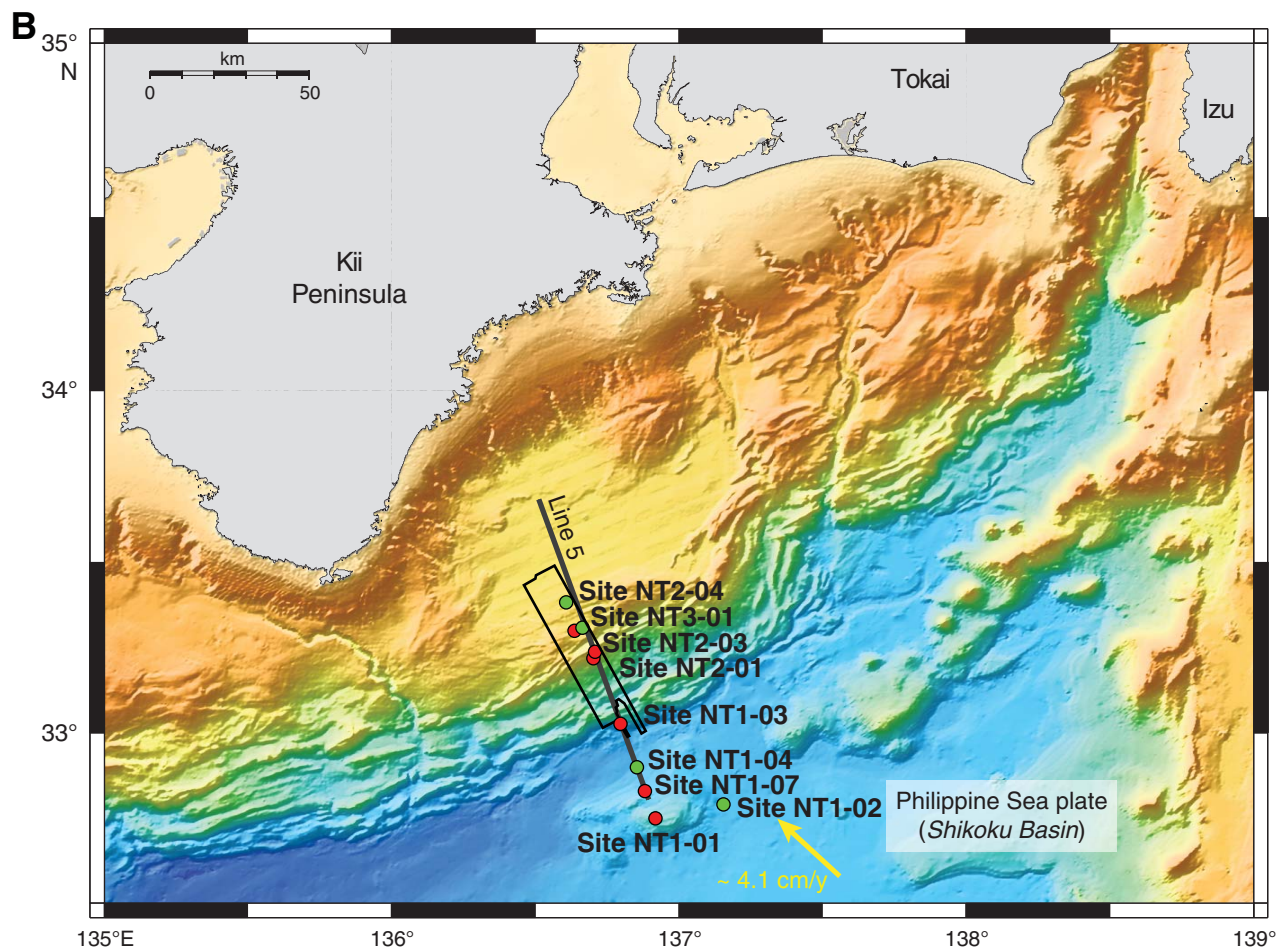 B
35°
N
km
0 50
Tokai
Izu
Kii
Peninsula
34°
Line 5
Site NT2-04
Site NT3-01
Site NT2-03
Site NT2-01
Site NT1-03
33°
Site NT1-04
Site NT1-07
Site NT1-02
Philippine Sea plate
(Shikoku Basin)
Site NT1-01
~ 4.1 cm/y
135°E 136° 137° 138° 139°